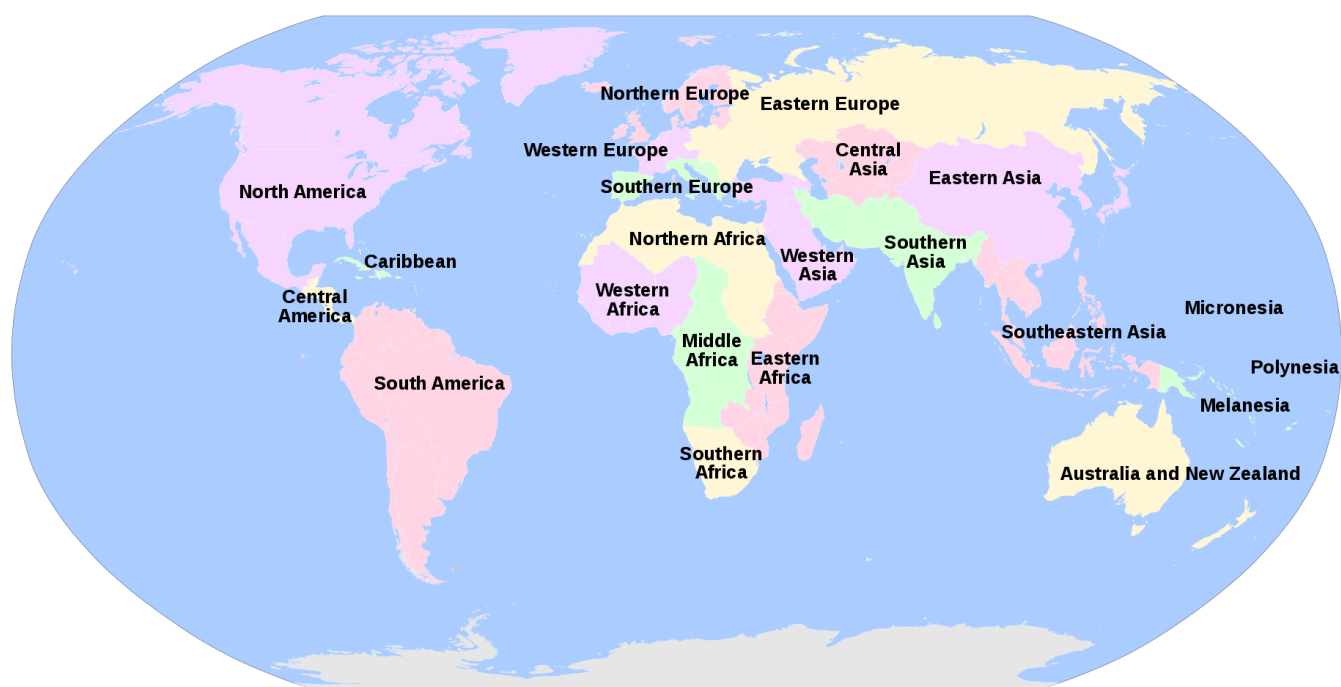 Northern Europe
Eastern Europe
Western Europe
Central
Asia
Eastern Asia
Southern Europe
North America
Northern Africa
Southern
Asia
Caribbean
Western
Asia
Western
Africa
Central
America
Micronesia
Southeastern Asia
Middle
Africa
Eastern
Africa
Polynesia
South America
Melanesia
Southern
Africa
Australia and New Zealand